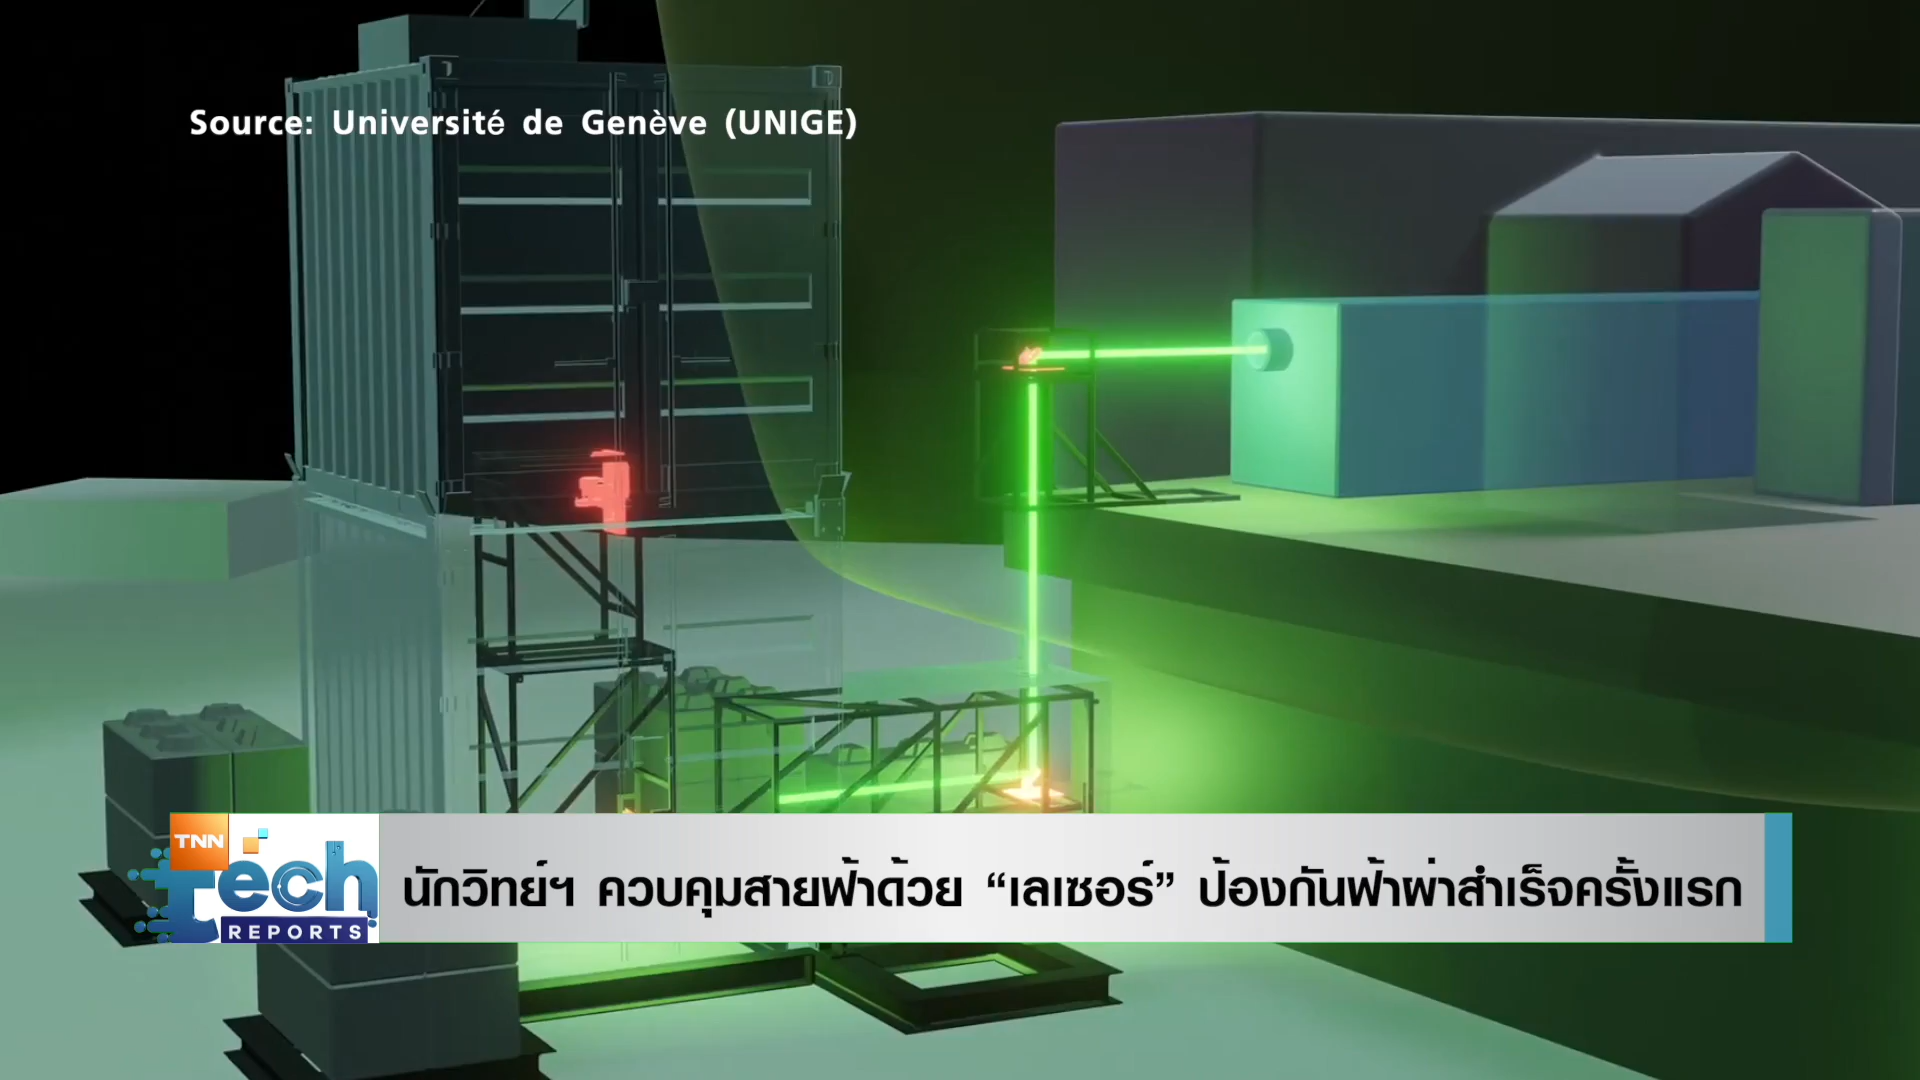 Source: Université de Genève (UNIGE)
TNN
tech
REPORTS
นักวิทย์ฯ ควบคุมสายฟ้าด้วย “เลเซอร์” ป้องกันฟ้าผ่าสำเร็จครั้งแรก